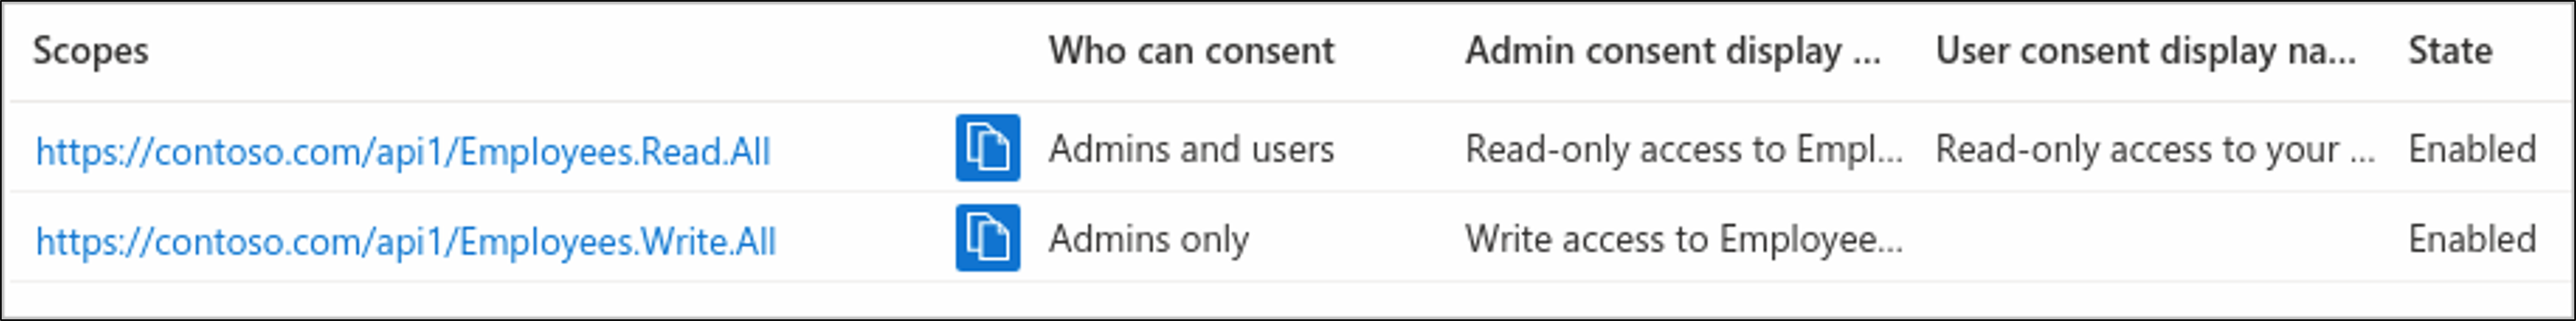 Scopes Who can consent Admin consent display ... User consent display na... State
https://contoso.com/api1/Employees.Read.All Admins and users Read-only access to Empl... Read-only access to your ... Enabled
https://contoso.com/api1/Employees.Write.All Admins only Write access to Employee... Enabled